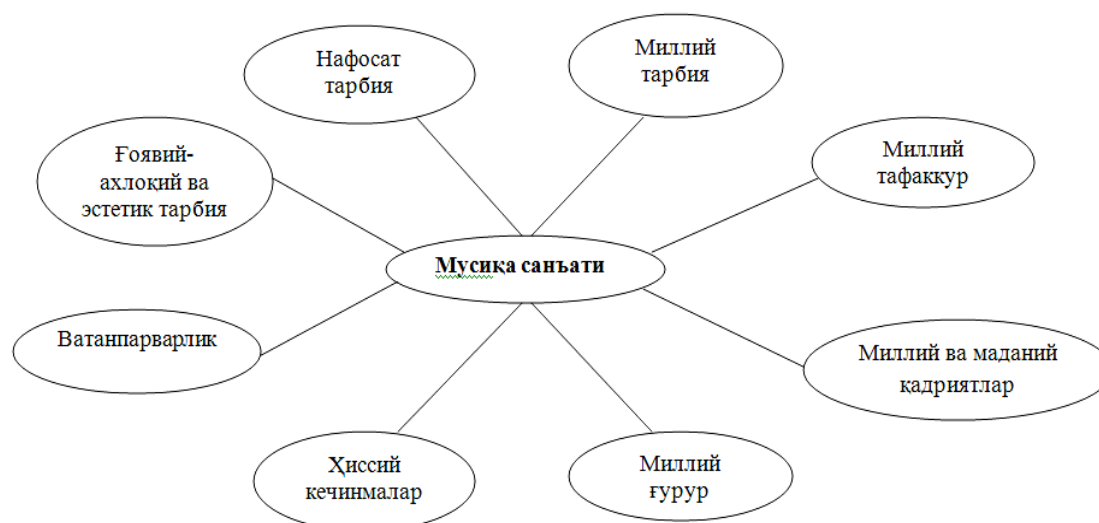 Нафосат
тарбия
Миллий
тарбия
Ғоявий-
ахлоқий ва
эстетик тарбия
Миллий
тафаккур
Мусиқа санъати
Ватанпарварлик
Миллий ва маданий
қадриятлар
Ҳиссий
кечинмалар
Миллий
ғурур